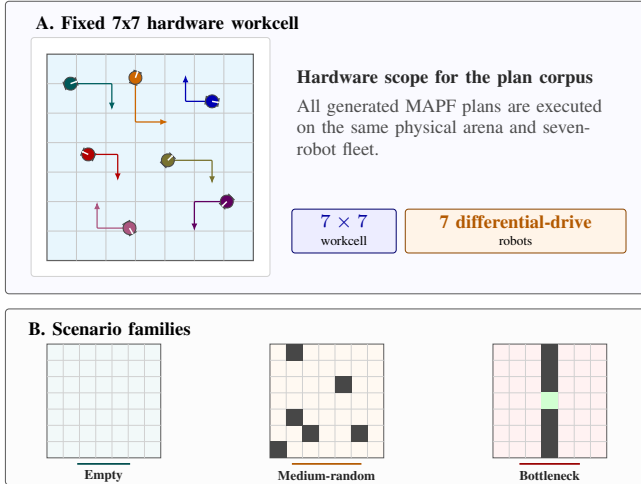 A. Fixed 7x7 hardware workcell
Hardware scope for the plan corpus
All generated MAPF plans are executed
on the same physical arena and seven-
robot fleet.
7 × 7
workcell
7 differential-drive
robots
B. Scenario families
Empty
Medium-random
Bottleneck